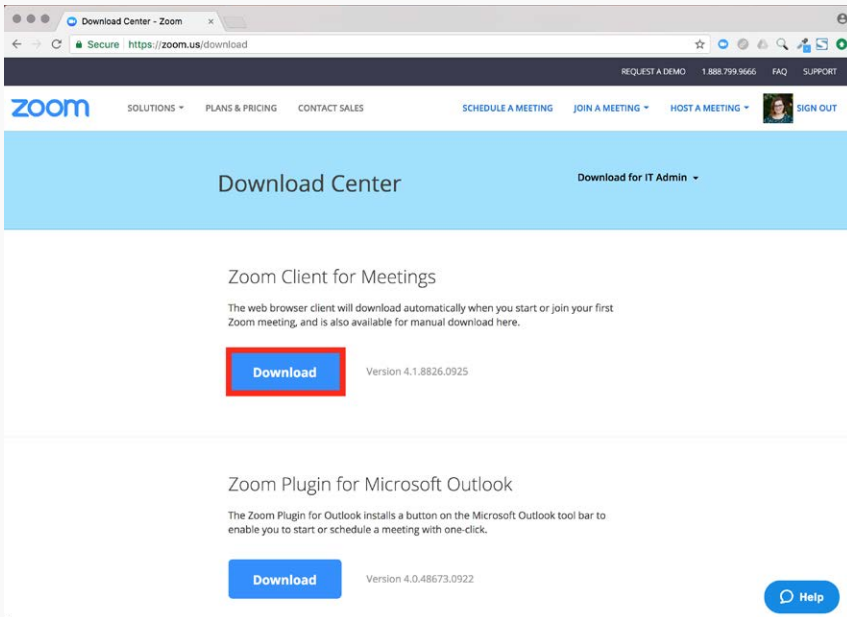 Download Center - Zoom
Secure https://zoom.us/download
REQUEST A DEMO 1.888.799.9666 FAQ SUPPORT
zoom SOLUTIONS PLANS & PRICING CONTACT SALES SCHEDULE A MEETING JOIN A MEETING HOST A MEETING SIGN OUT
Download Center Download for IT Admin
Zoom Client for Meetings
The web browser client will download automatically when you start or join your first
Zoom meeting, and is also available for manual download here.
Download Version 4.1.8826.0925
Zoom Plugin for Microsoft Outlook
The Zoom Plugin for Outlook installs a button on the Microsoft Outlook tool bar to
enable you to start or schedule a meeting with one-click.
Download Version 4.0.48673.0922
Help